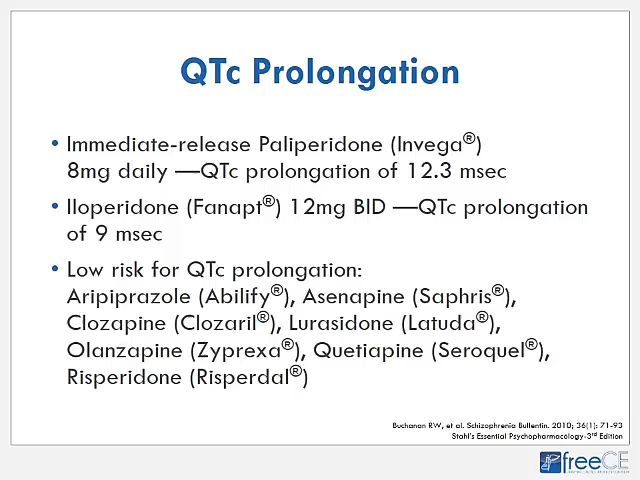 QTc Prolongation
• Immediate-release Paliperidone (Invega®)
8mg daily —QTc prolongation of 12.3 msec
• Iloperidone (Fanapt®) 12mg BID —QTc prolongation
of 9 msec
• Low risk for QTc prolongation:
Aripiprazole (Abilify®), Asenapine (Saphris®),
Clozapine (Clozaril®), Lurasidone (Latuda®),
Olanzapine (Zyprexa®), Quetiapine (Seroquel®),
Risperidone (Risperdal®)
Buchanan RW, et al. Schizophrenia Bullentin. 2010; 36(1): 71-93
Stahl's Essential Psychopharmacology-3rd Edition
freeCE